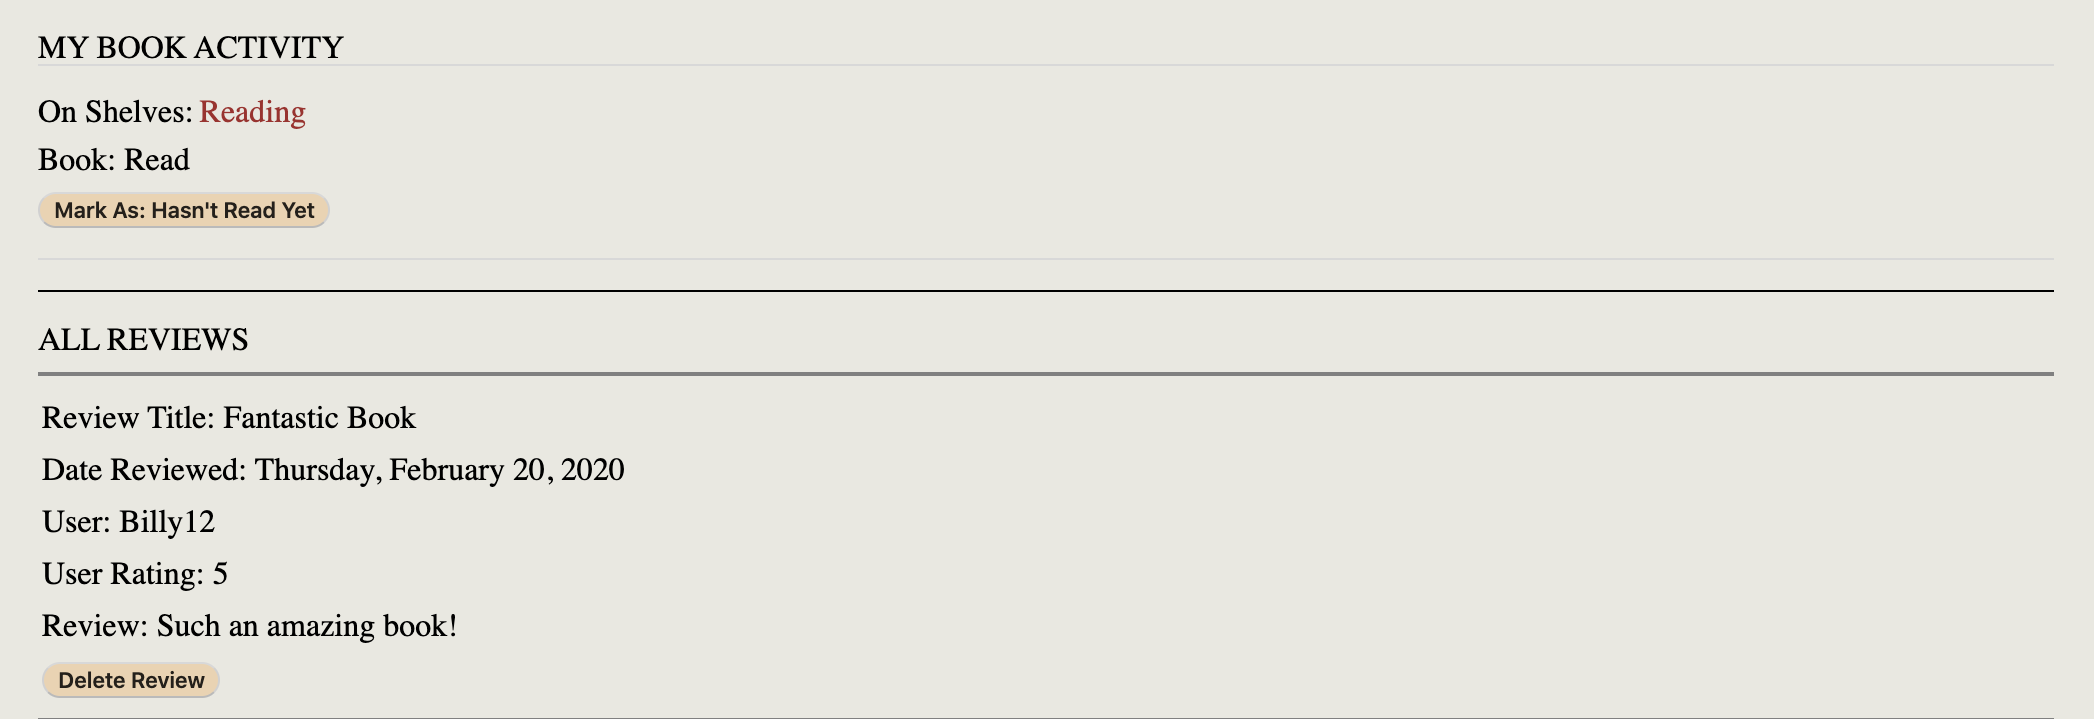 MY BOOK ACTIVITY
On Shelves: Reading
Book: Read
Mark As: Hasn't Read Yet
ALL REVIEWS
Review Title: Fantastic Book
Date Reviewed: Thursday, February 20, 2020
User: Billy12
User Rating: 5
Review: Such an amazing book!
Delete Review